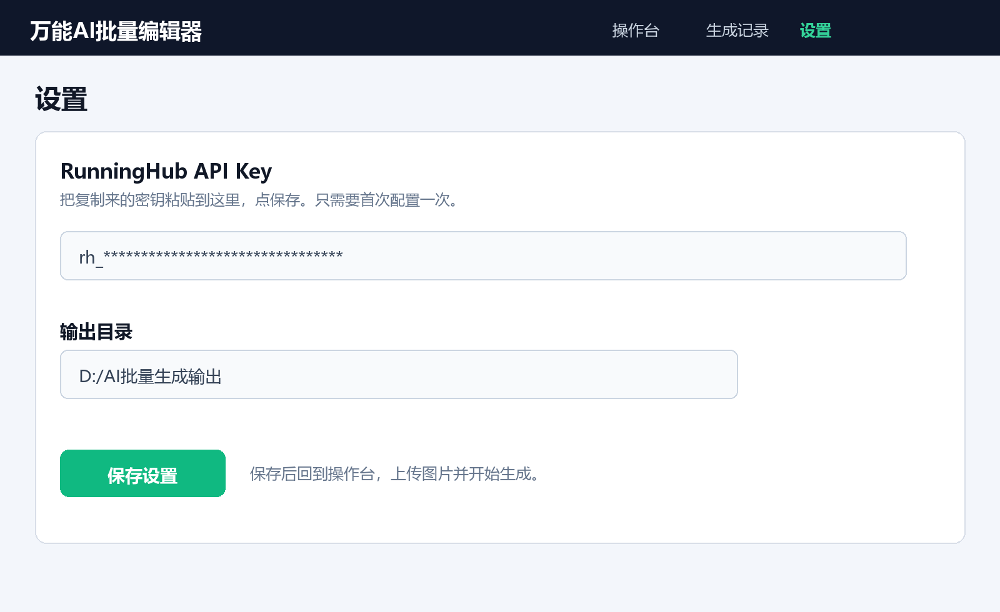 万能AI批量编辑器
操作台 生成记录 设置
设置
RunningHub API Key
把复制来的密钥粘贴到这里，点保存。只需要首次配置一次。
rh_********************************
输出目录
D:/AI批量生成输出
保存设置 保存后回到操作台，上传图片并开始生成。